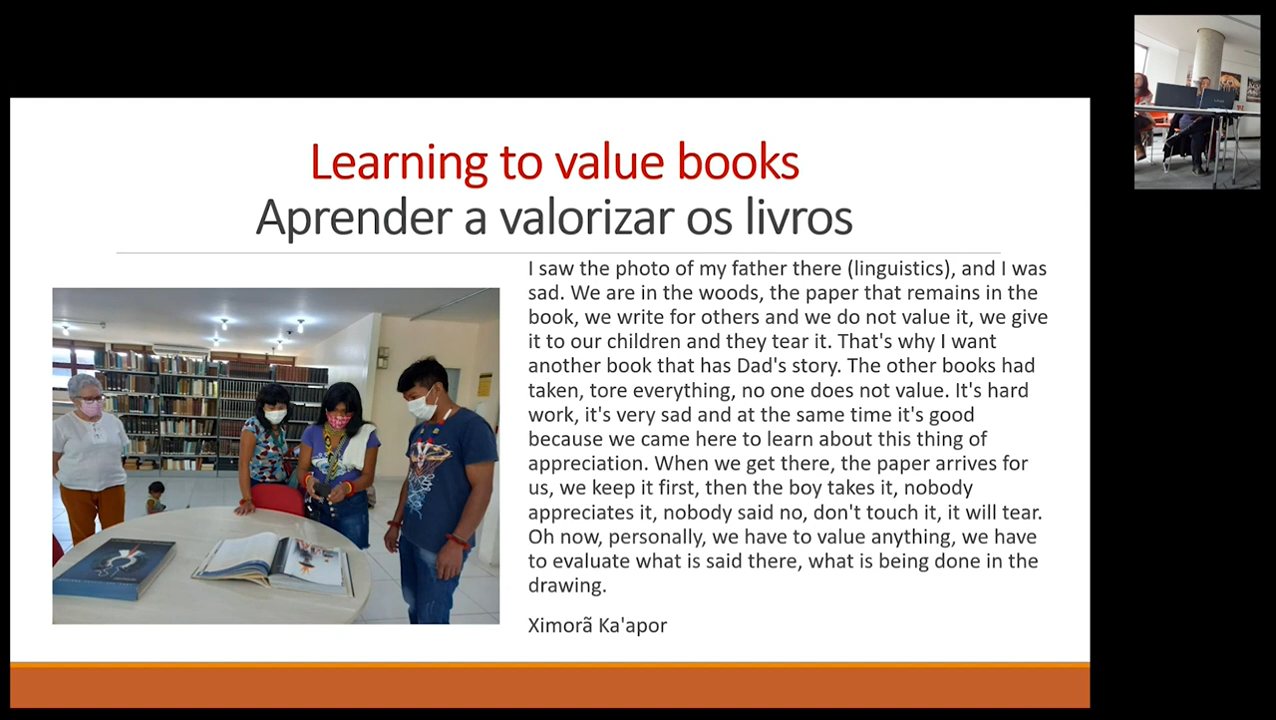 Learning to value books
Aprender a valorizar os livros
I saw the photo of my father there (linguistics), and I was
sad. We are in the woods, the paper that remains in the
book, we write for others and we do not value it, we give
it to our children and they tear it. That's why I want
another book that has Dad's story. The other books had
taken, tore everything, no one does not value. It's hard
work, it's very sad and at the same time it's good
because we came here to learn about this thing of
appreciation. When we get there, the paper arrives for
us, we keep it first, then the boy takes it, nobody
appreciates it, nobody said no, don't touch it, it will tear.
Oh now, personally, we have to value anything, we have
to evaluate what is said there, what is being done in the
drawing.
Ximorã Ka'apor